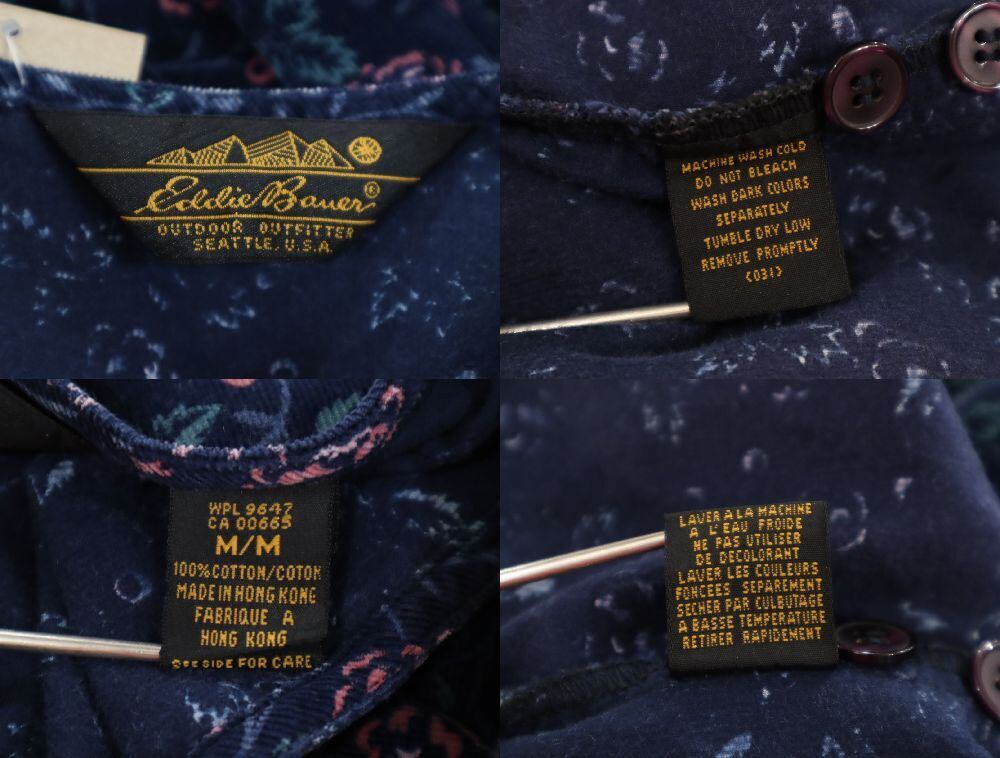 Eddie Bauer®
OUTDOOR OUTFITTER
SEATTLE, U.S.A.
MACHINE WASH COLD
DO NOT BLEACH
WASH DARK COLORS
SEPARATELY
TUMBLE DRY LOW
REMOVE PROMPTLY
(031)
WPL 9647
CA 00665
M/M
100% COTTON/COTON
MADE IN HONG KONG
FABRIQUE A
HONG KONG
SEE SIDE FOR CARE
LAVER A LA MACHINE
A L'EAU FROIDE
NE PAS UTILISER
DE DECOLORANT
LAVER LES COULEURS
FONCEES SEPAREMENT
SECHER PAR CULBUTAGE
A BASSE TEMPERATURE
RETIRER RAPIDEMENT